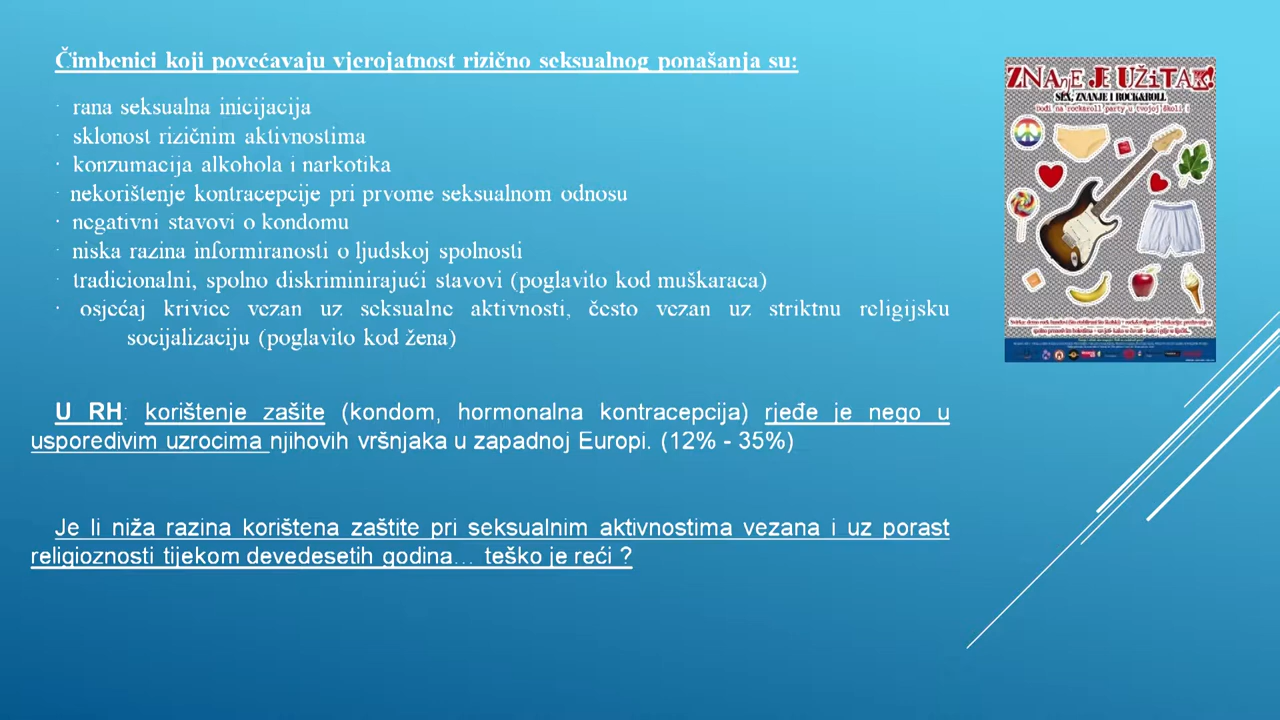 Čimbenici koji povećavaju vjerojatnost rizično seksualnog ponašanja su:
· rana seksualna inicijacija
· sklonost rizičnim aktivnostima
· konzumacija alkohola i narkotika
· nekorištenje kontracepcije pri prvome seksualnom odnosu
· negativni stavovi o kondomu
· niska razina informiranosti o ljudskoj spolnosti
· tradicionalni, spolno diskriminirajući stavovi (poglavito kod muškaraca)
· osjećaj krivice vezan uz seksualne aktivnosti, često vezan uz striktnu religijsku
socijalizaciju (poglavito kod žena)
U RH: korištenje zašite (kondom, hormonalna kontracepcija) rjeđe je nego u
usporedivim uzrocima njihovih vršnjaka u zapadnoj Europi. (12% - 35%)
Je li niža razina korištena zaštite pri seksualnim aktivnostima vezana i uz porast
religioznosti tijekom devedesetih godina... teško je reći ?
ZNAnJE JE UŽiTAK!
SEX, ZNANJE I ROCK&ROLL
Dođi na rock&roll party u tvojoj školi !